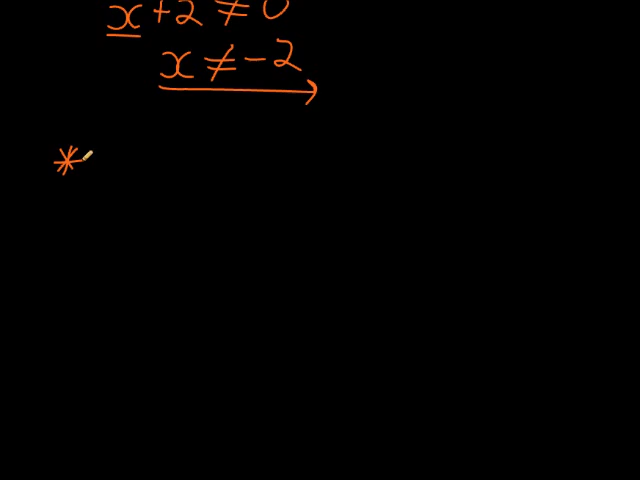 x + 2 ≠ 0
x ≠ -2
*